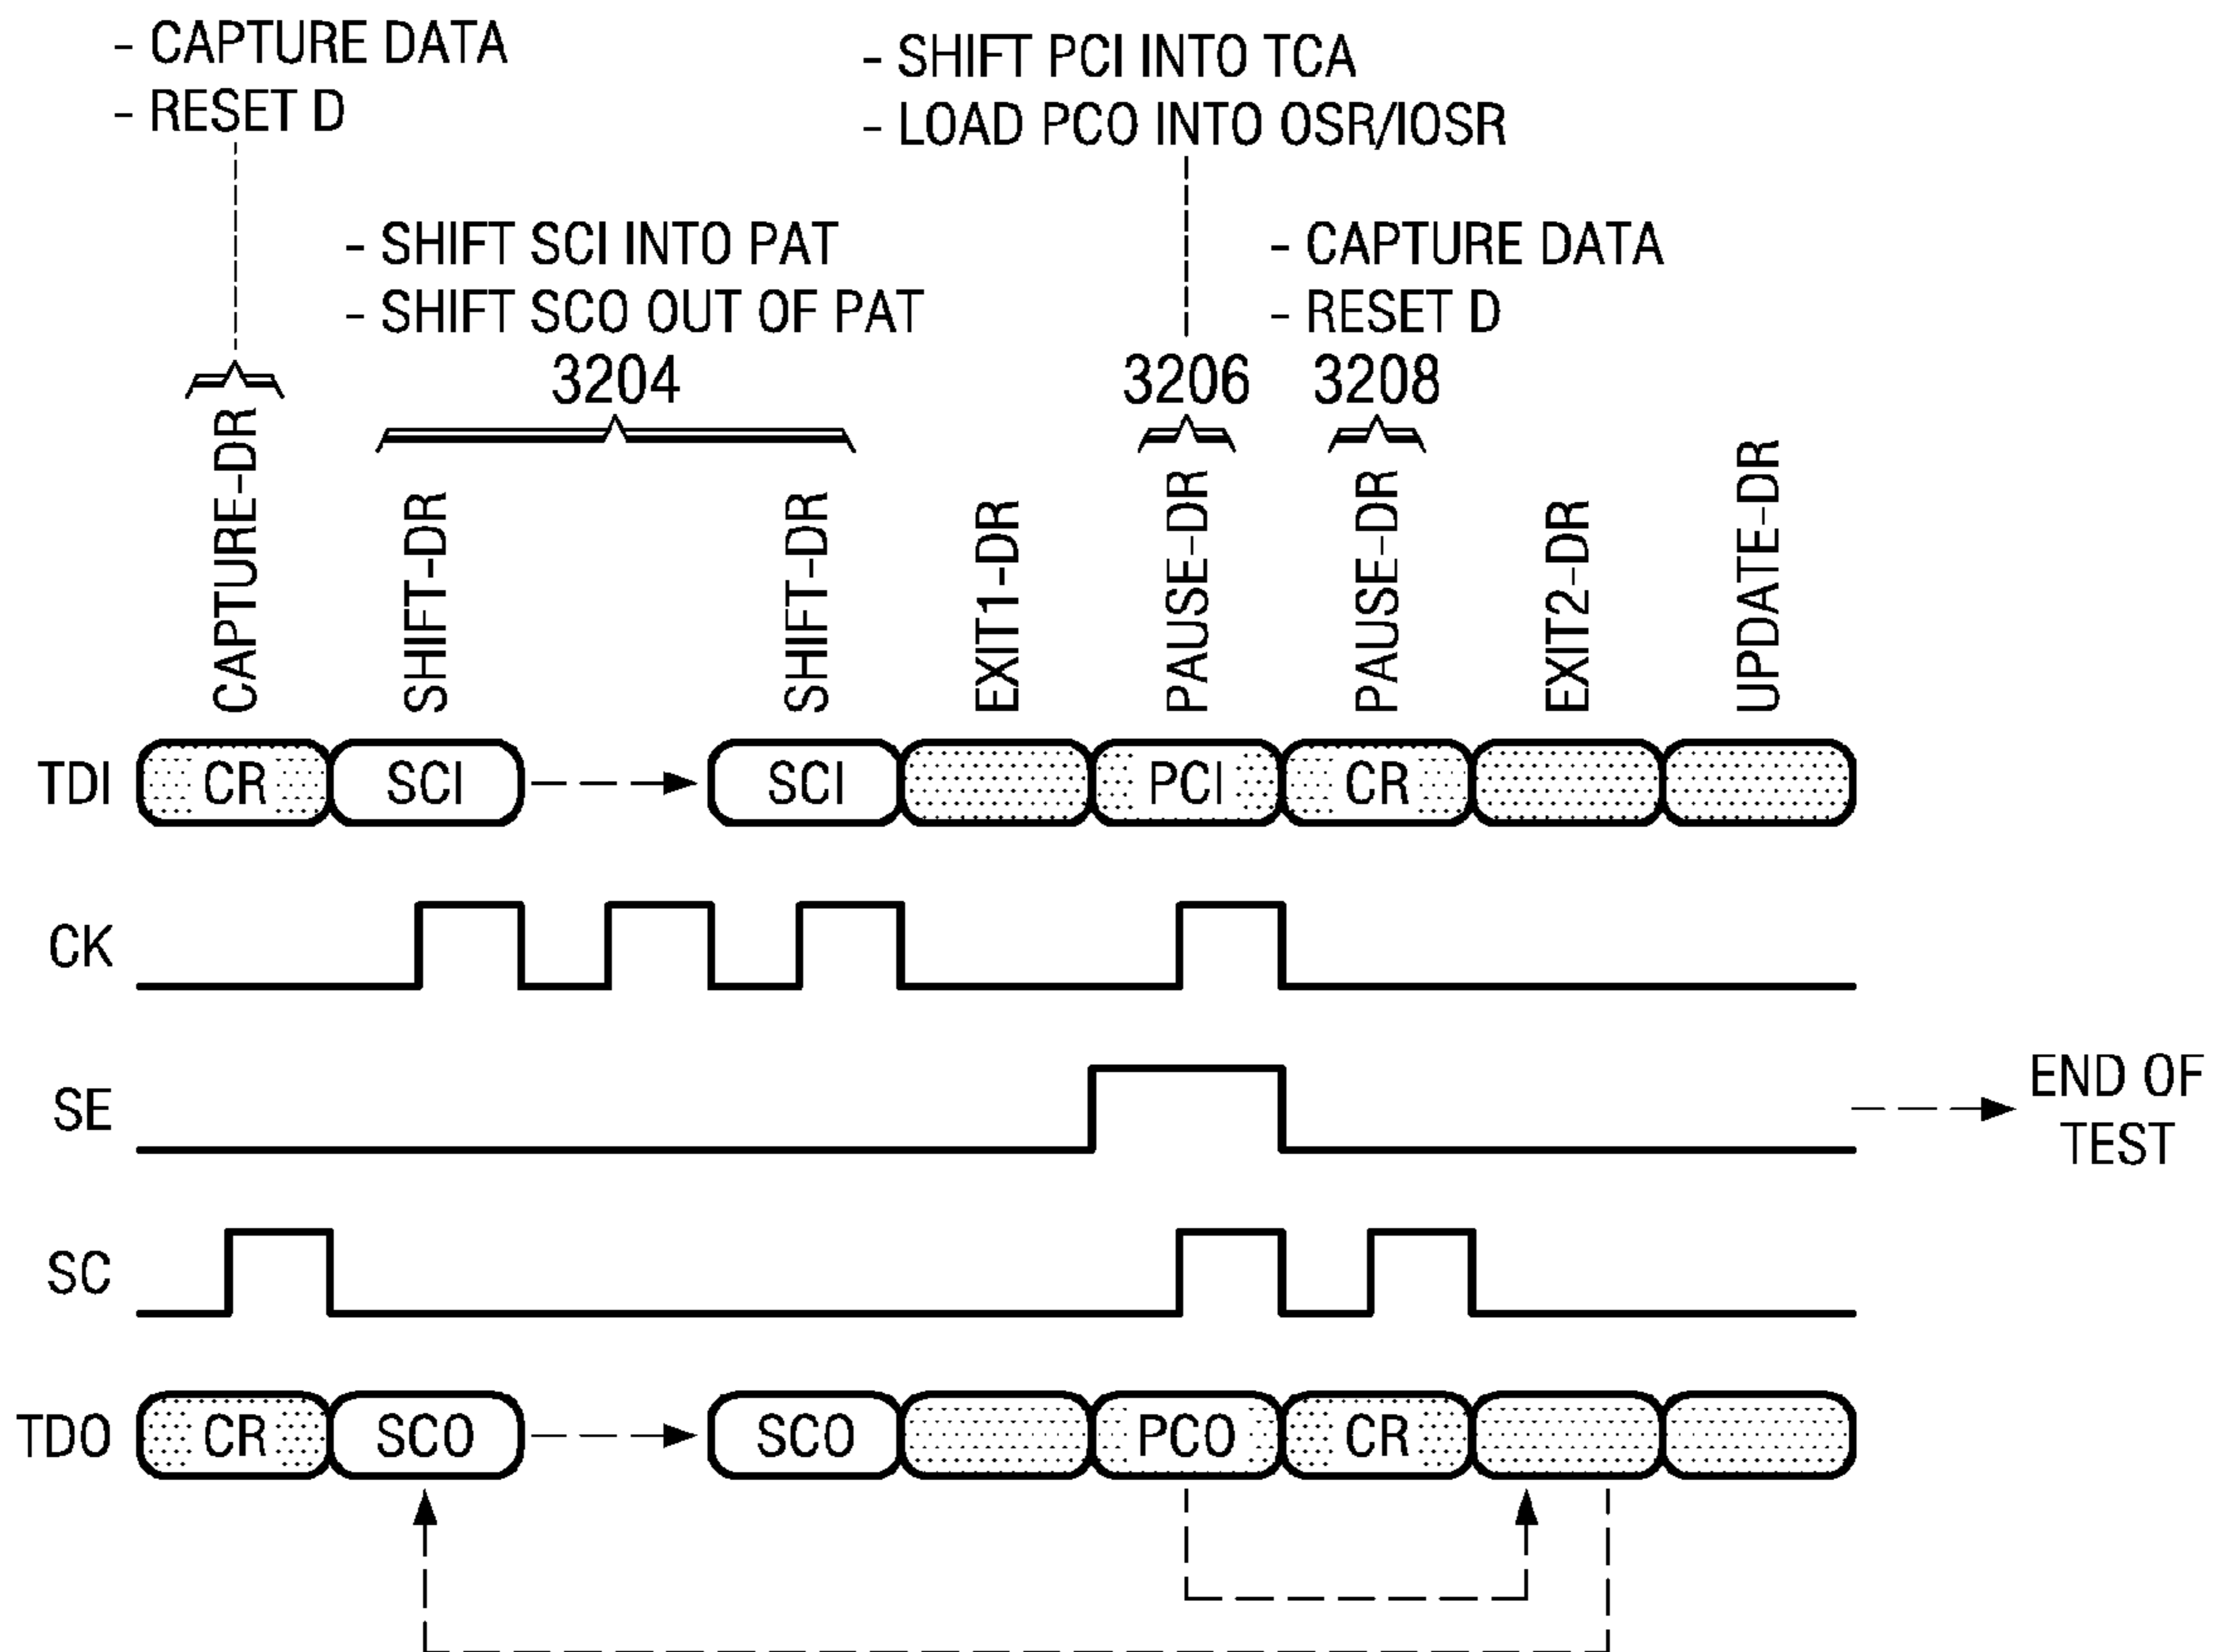 - CAPTURE DATA
- RESET D
- SHIFT PCI INTO TCA
- LOAD PCO INTO OSR/IOSR
- SHIFT SCI INTO PAT
- SHIFT SCO OUT OF PAT
- CAPTURE DATA
- RESET D
3204
3206
3208
CAPTURE-DR
SHIFT-DR
SHIFT-DR
EXIT1-DR
PAUSE-DR
PAUSE-DR
EXIT2-DR
UPDATE-DR
TDI CR SCI SCI PCI CR
CK
SE
END OF
TEST
SC
TDO CR SCO SCO PCO CR